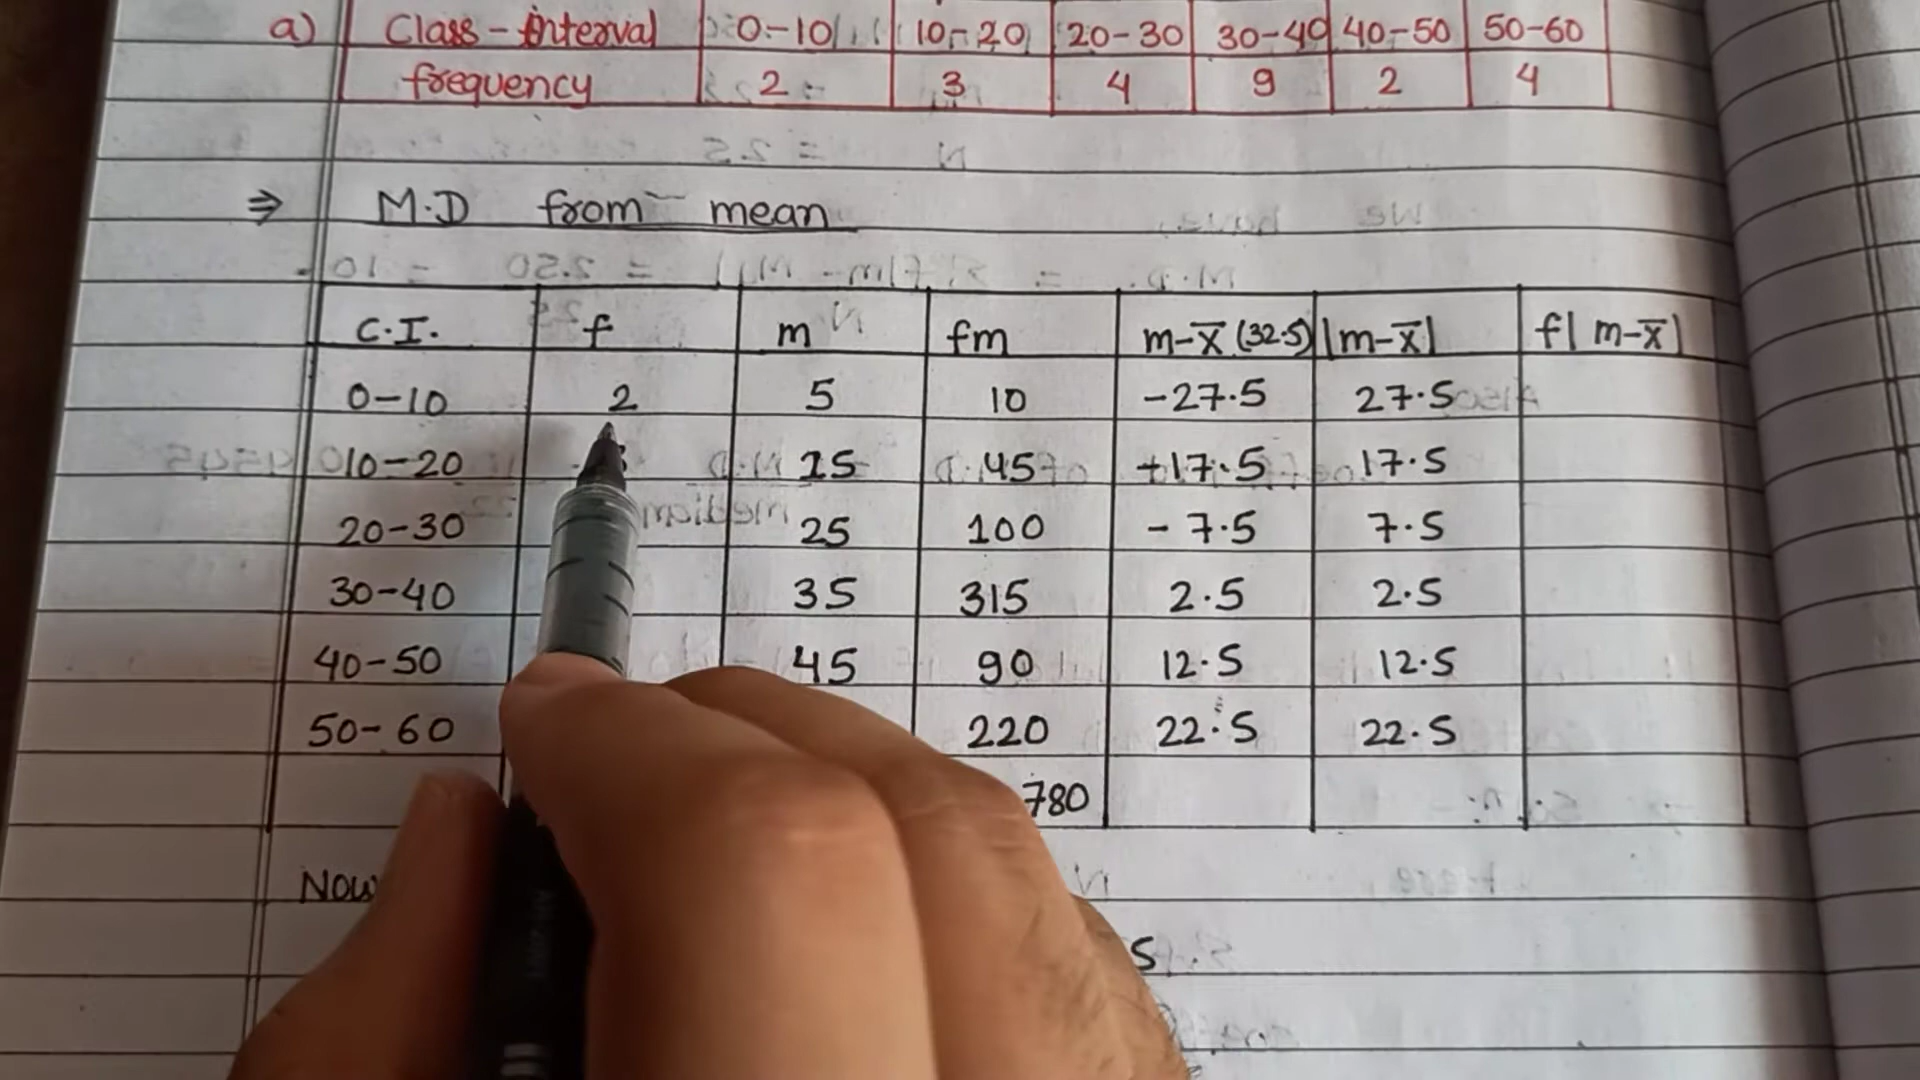 a) Class-interval 0-10 10-20 20-30 30-40 40-50 50-60
frequency 2 3 4 9 2 4
⇒ M.D from mean
C.I. f m fm m-x̄ (32.5) |m-x̄| f| m-x̄|
0-10 2 5 10 -27.5 27.5
10-20 15 45 +17.5 17.5
20-30 25 100 - 7.5 7.5
30-40 35 315 2.5 2.5
40-50 45 90 12.5 12.5
50-60 220 22.5 22.5
780
Now